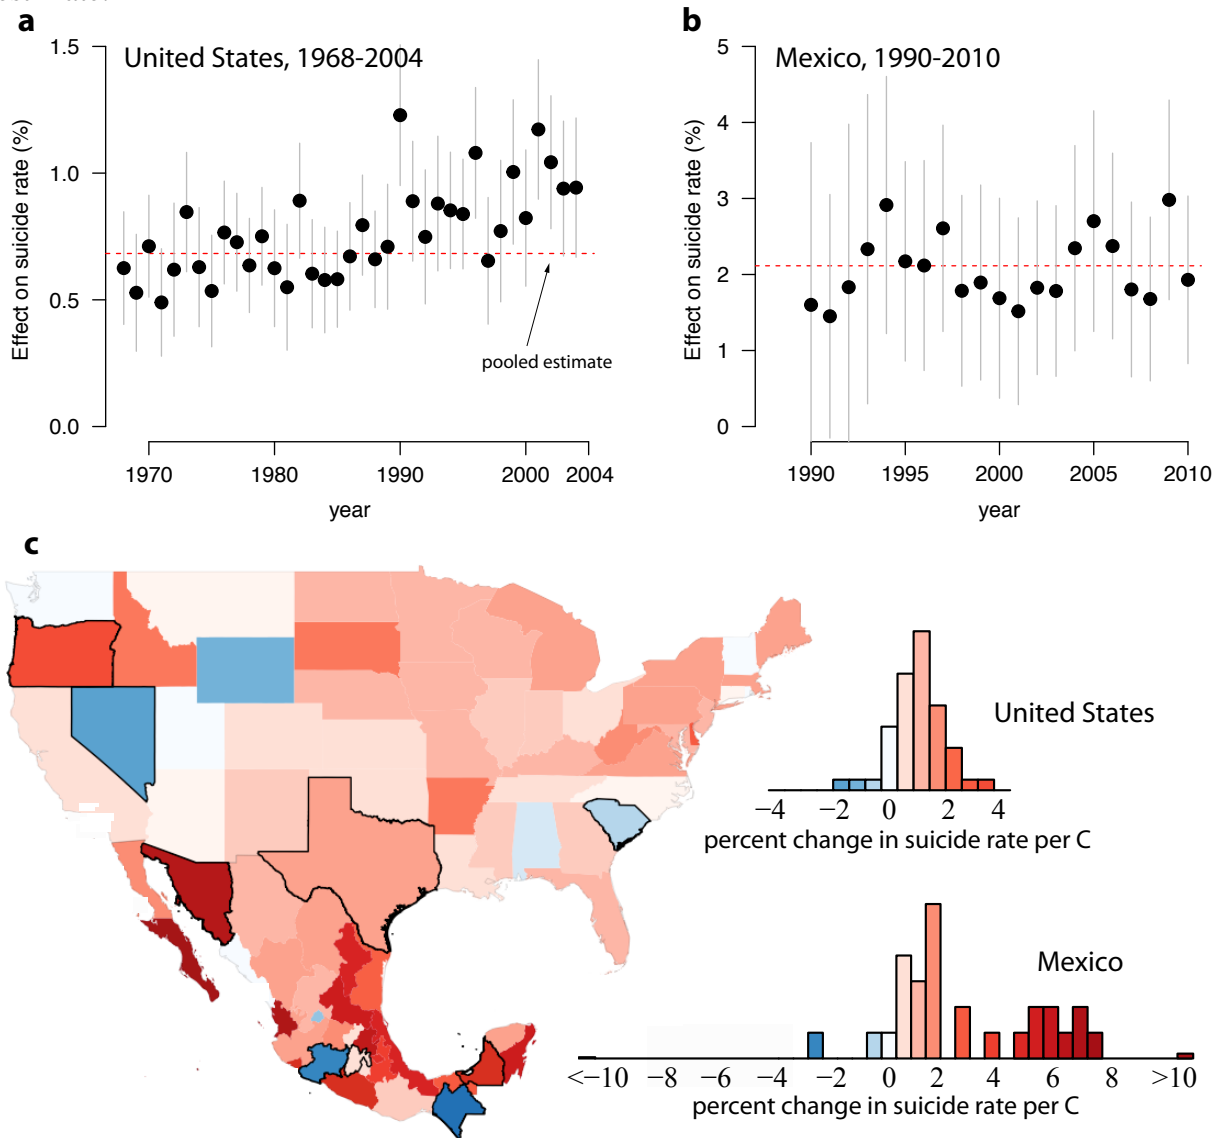 a
United States, 1968-2004
1.5
1.0
0.5
0.0
Effect on suicide rate (%)
pooled estimate
1970 1980 1990 2000 2004
year
b
Mexico, 1990-2010
5
4
3
2
1
0
Effect on suicide rate (%)
1990 1995 2000 2005 2010
year
c
United States
−4 −2 0 2 4
percent change in suicide rate per C
Mexico
<−10 −8 −6 −4 −2 0 2 4 6 8 >10
percent change in suicide rate per C